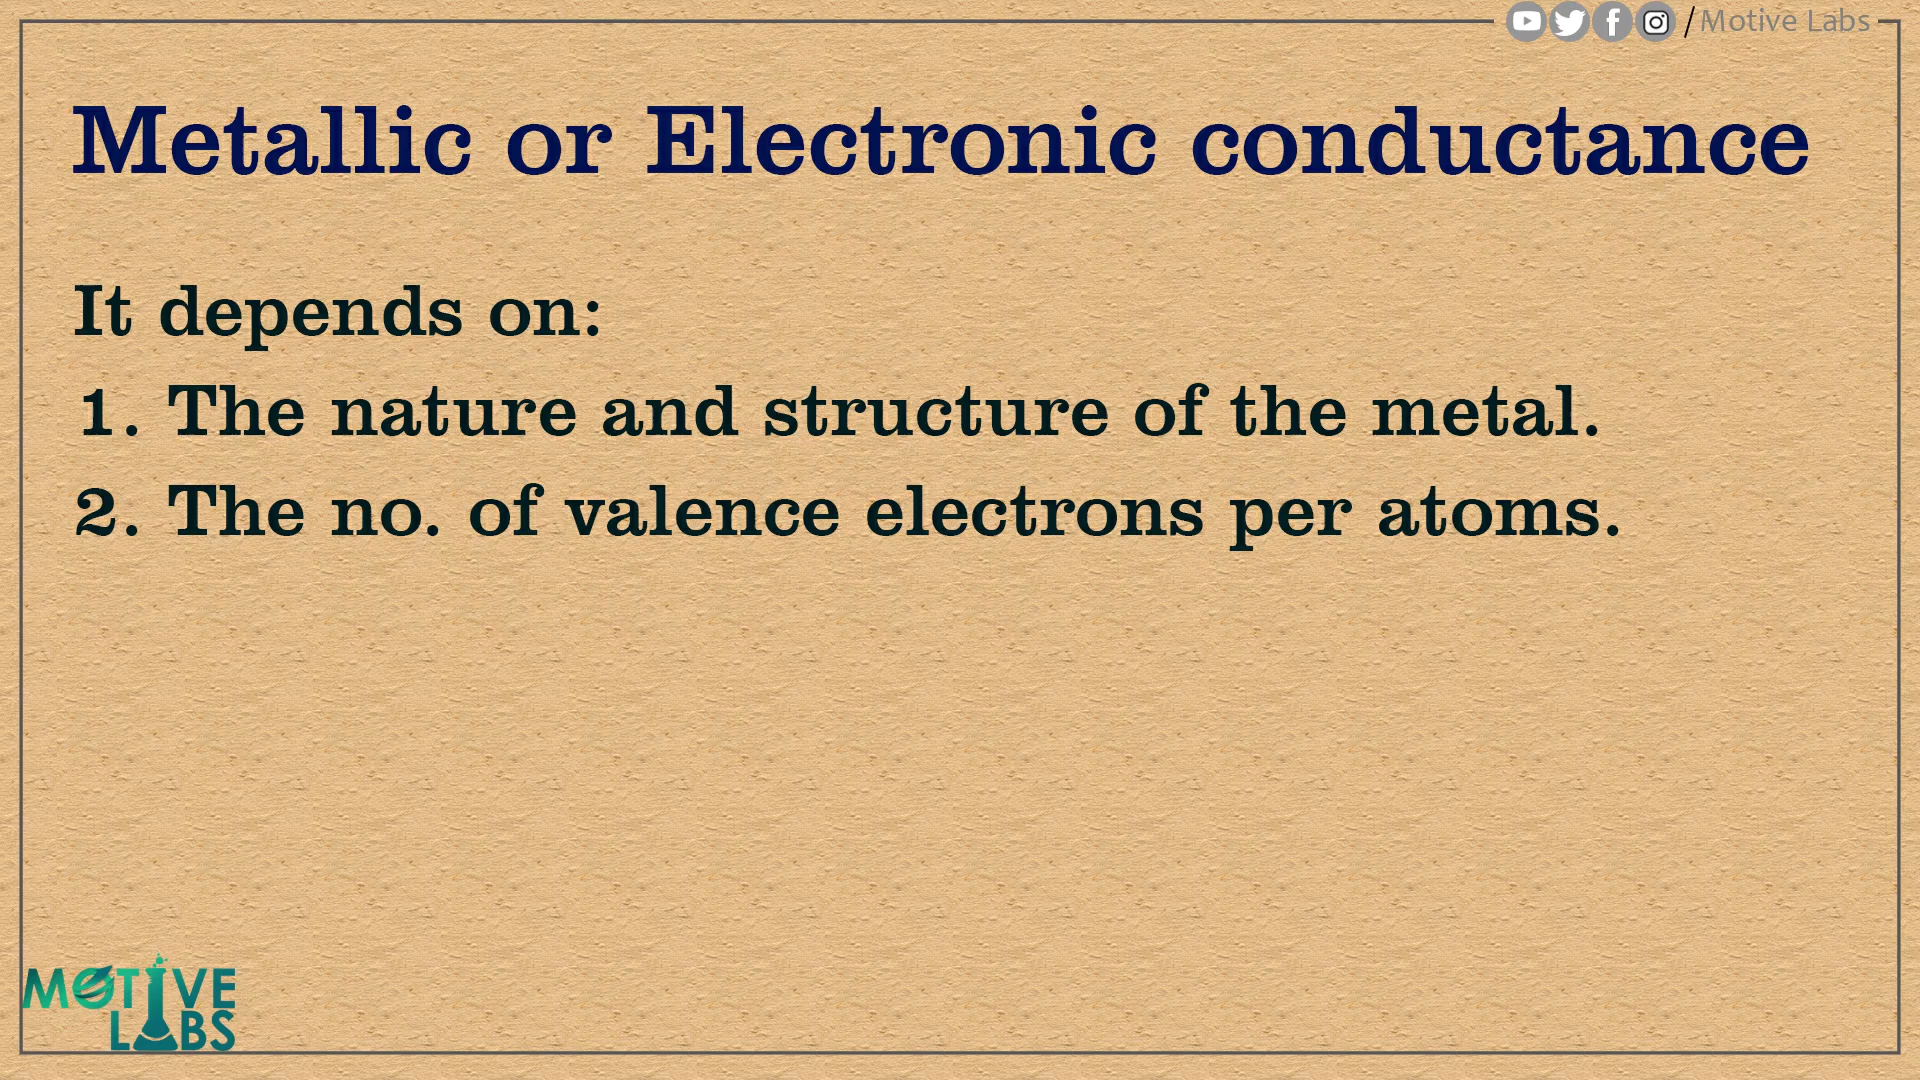 /Motive Labs
Metallic or Electronic conductance
It depends on:
1. The nature and structure of the metal.
2. The no. of valence electrons per atoms.
MOTIVE
LABS